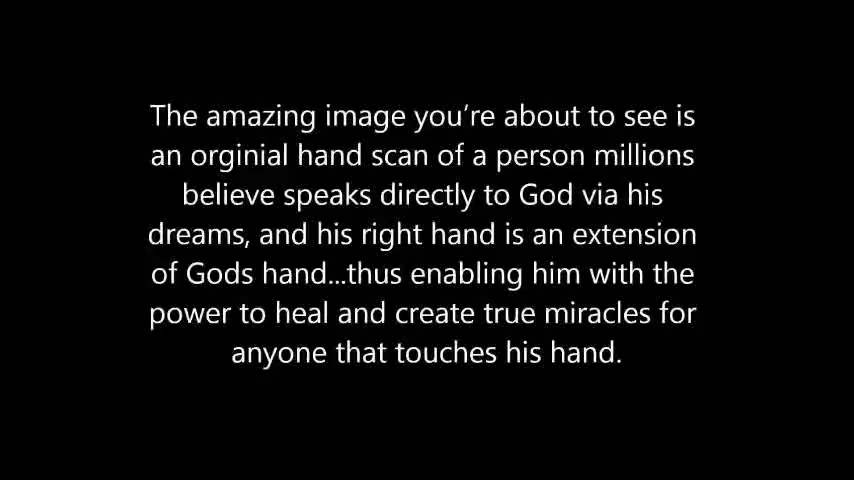 The amazing image you’re about to see is
an orginial hand scan of a person millions
believe speaks directly to God via his
dreams, and his right hand is an extension
of Gods hand...thus enabling him with the
power to heal and create true miracles for
anyone that touches his hand.